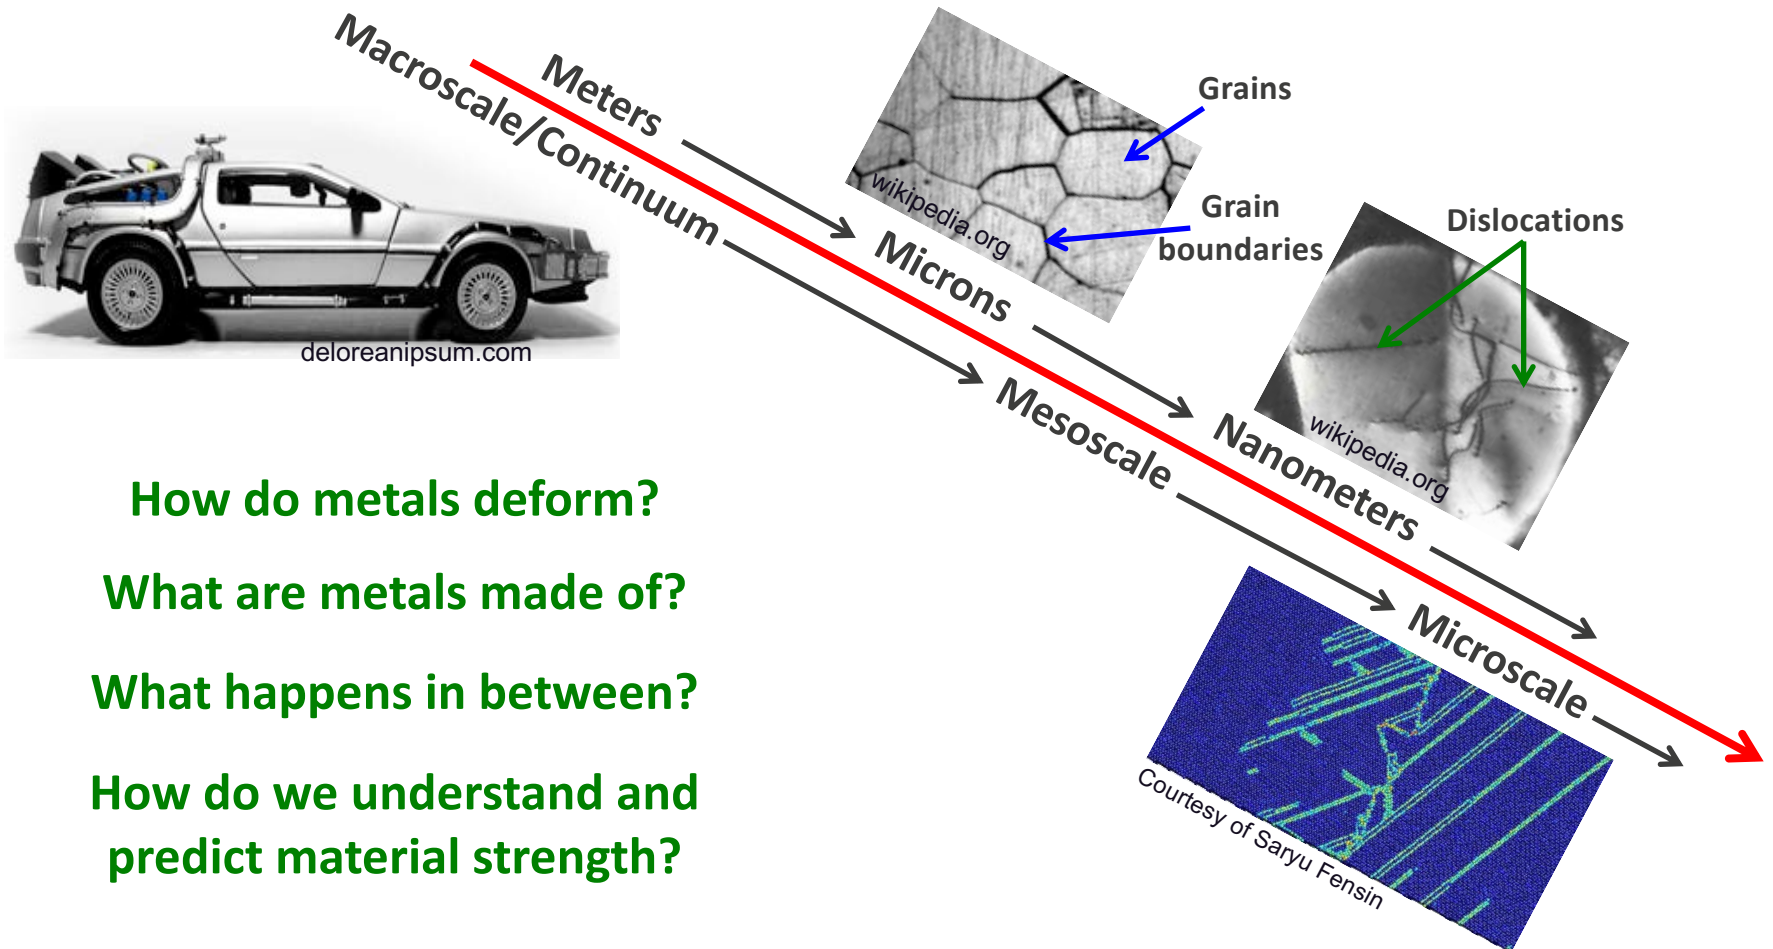 Meters
Macroscale/Continuum
Microns
Mesoscale
Nanometers
Microscale
Grains
Grain
boundaries
wikipedia.org
Dislocations
wikipedia.org
deloreanipsum.com
Courtesy of Saryu Fensin
How do metals deform?
What are metals made of?
What happens in between?
How do we understand and
predict material strength?